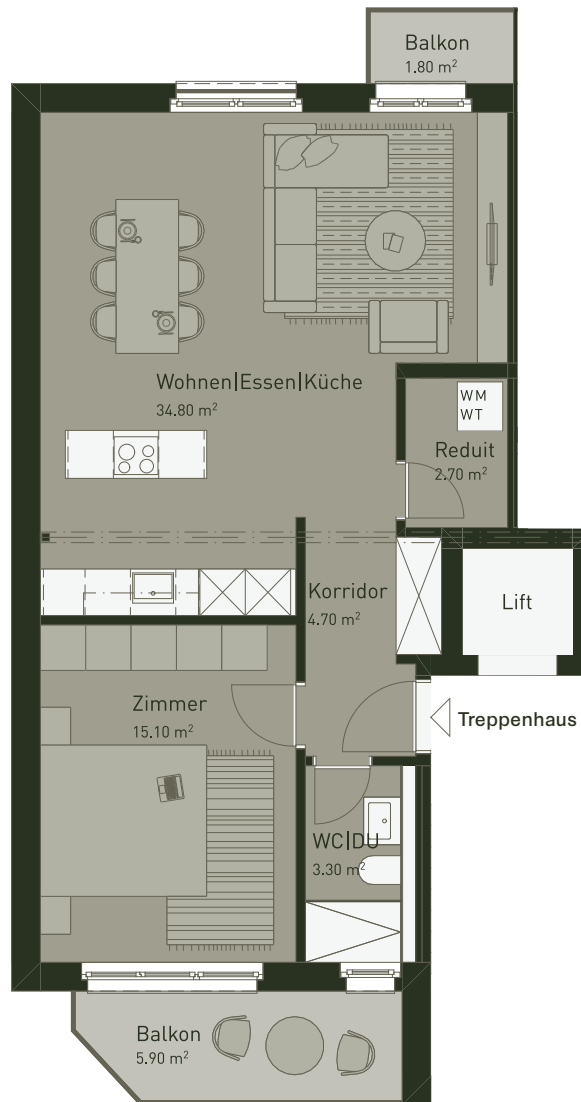 Balkon
1.80 m²
Wohnen|Essen|Küche
34.80 m²
WM
WT
Reduit
2.70 m²
Korridor
4.70 m²
Lift
Zimmer
15.10 m²
Treppenhaus
WC|DU
3.30 m²
Balkon
5.90 m²